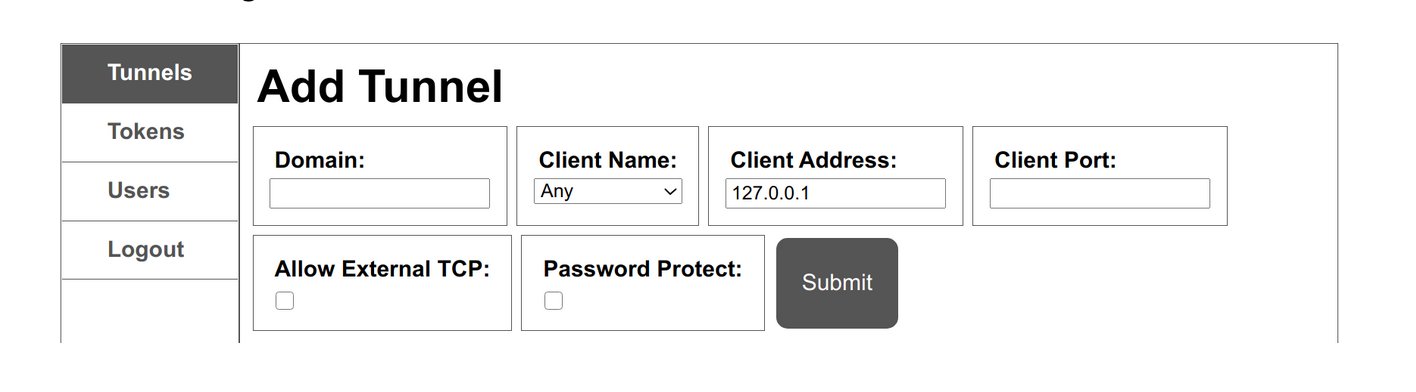 Tunnels
Tokens
Users
Logout
Add Tunnel
Domain:
Client Name:
Any
Client Address:
127.0.0.1
Client Port:
Allow External TCP:
Password Protect:
Submit